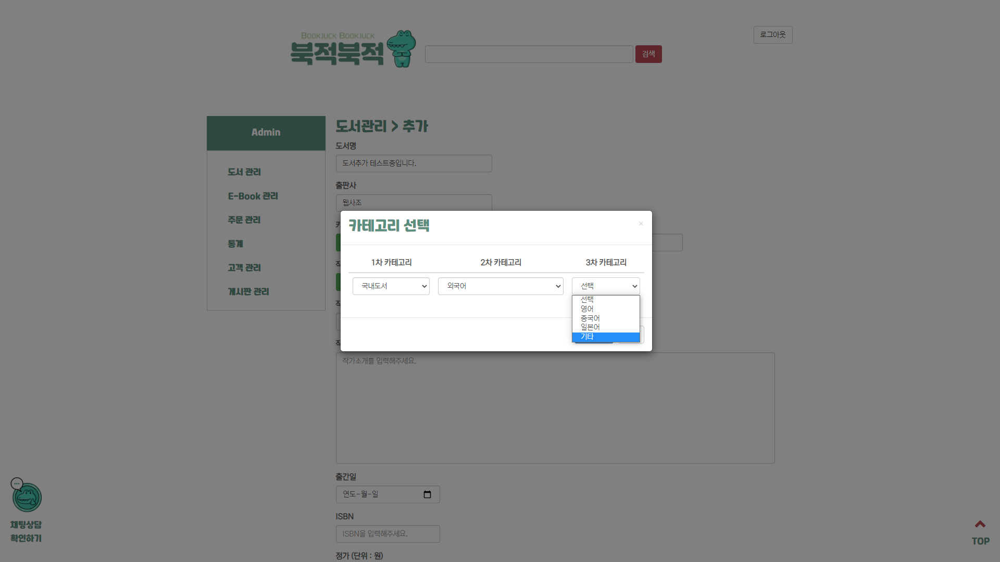 BOOKJUCK BOOKJUCK
북적북적
검색
로그아웃
Admin
도서 관리
E-Book 관리
주문 관리
통계
고객 관리
게시판 관리
도서관리 > 추가
도서명
도서추가 테스트중입니다.
출판사
웹사조
카테고리 선택
×
1차 카테고리 2차 카테고리 3차 카테고리
국내도서 외국어 선택
선택
영어
중국어
일본어
기타
작가소개를 입력해주세요.
출간일
연도-월-일
ISBN
ISBN을 입력해주세요.
정가 (단위 : 원)
채팅상담
확인하기
TOP